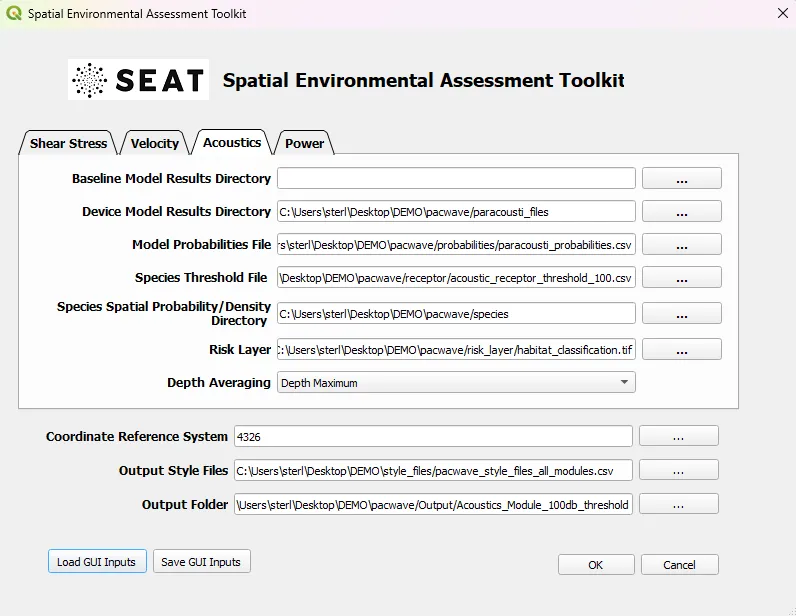 Spatial Environmental Assessment Toolkit
SEAT Spatial Environmental Assessment Toolkit
Shear Stress Velocity Acoustics Power
Baseline Model Results Directory ...
Device Model Results Directory C:\Users\sterl\Desktop\DEMO\pacwave/paracousti_files ...
Model Probabilities File rs\sterl\Desktop\DEMO\pacwave/probabilities/paracousti_probabilities.csv ...
Species Threshold File \Desktop\DEMO\pacwave/receptor/acoustic_receptor_threshold_100.csv ...
Species Spatial Probability/Density
Directory C:\Users\sterl\Desktop\DEMO\pacwave/species ...
Risk Layer C:\Users\sterl\Desktop\DEMO\pacwave/risk_layer/habitat_classification.tif ...
Depth Averaging Depth Maximum
Coordinate Reference System 4326 ...
Output Style Files C:\Users\sterl\Desktop\DEMO\style_files/pacwave_style_files_all_modules.csv ...
Output Folder \Users\sterl\Desktop\DEMO\pacwave/Output/Acoustics_Module_100db_threshold ...
Load GUI Inputs Save GUI Inputs OK Cancel